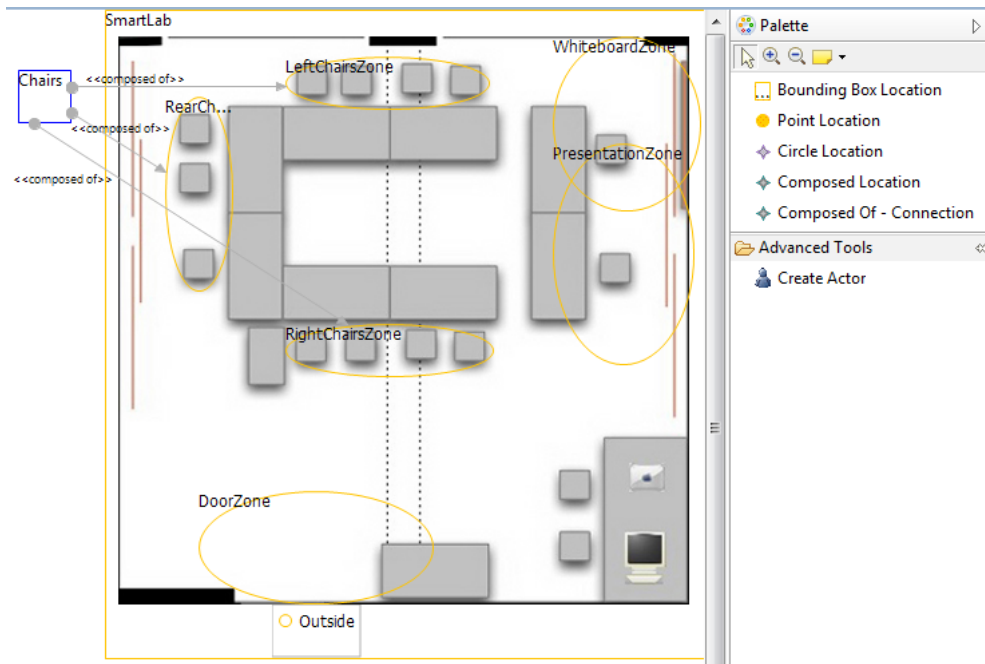 SmartLab
Palette
WhiteboardZone
LeftChairsZone
Chairs
<<composed of>>
Bounding Box Location
RearCh...
Point Location
<<composed of>>
PresentationZone
Circle Location
<<composed of>>
Composed Location
Composed Of - Connection
Advanced Tools
Create Actor
RightChairsZone
DoorZone
Outside